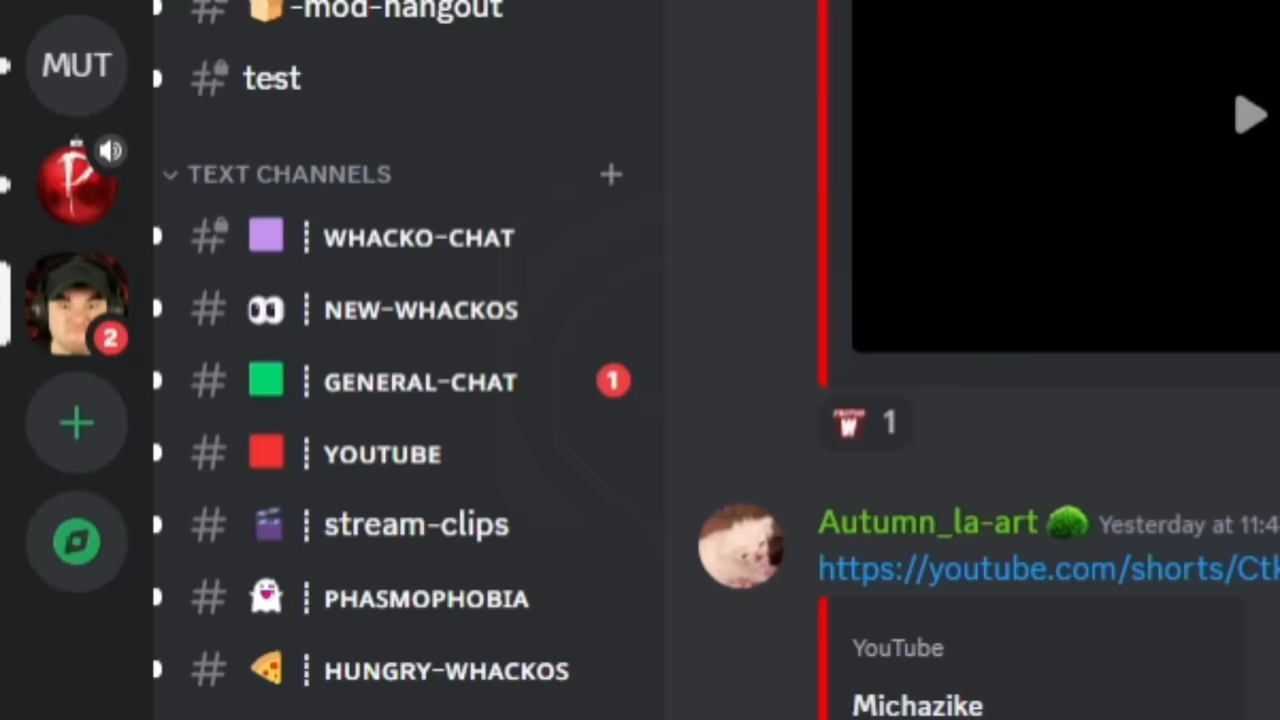 -mod-hangout
MUT
test
TEXT CHANNELS
WHACKO-CHAT
NEW-WHACKOS
2
GENERAL-CHAT
1
W 1
YOUTUBE
stream-clips
Autumn_la-art Yesterday at 11:4
https://youtube.com/shorts/Ctk
PHASMOPHOBIA
YouTube
HUNGRY-WHACKOS
Michazike